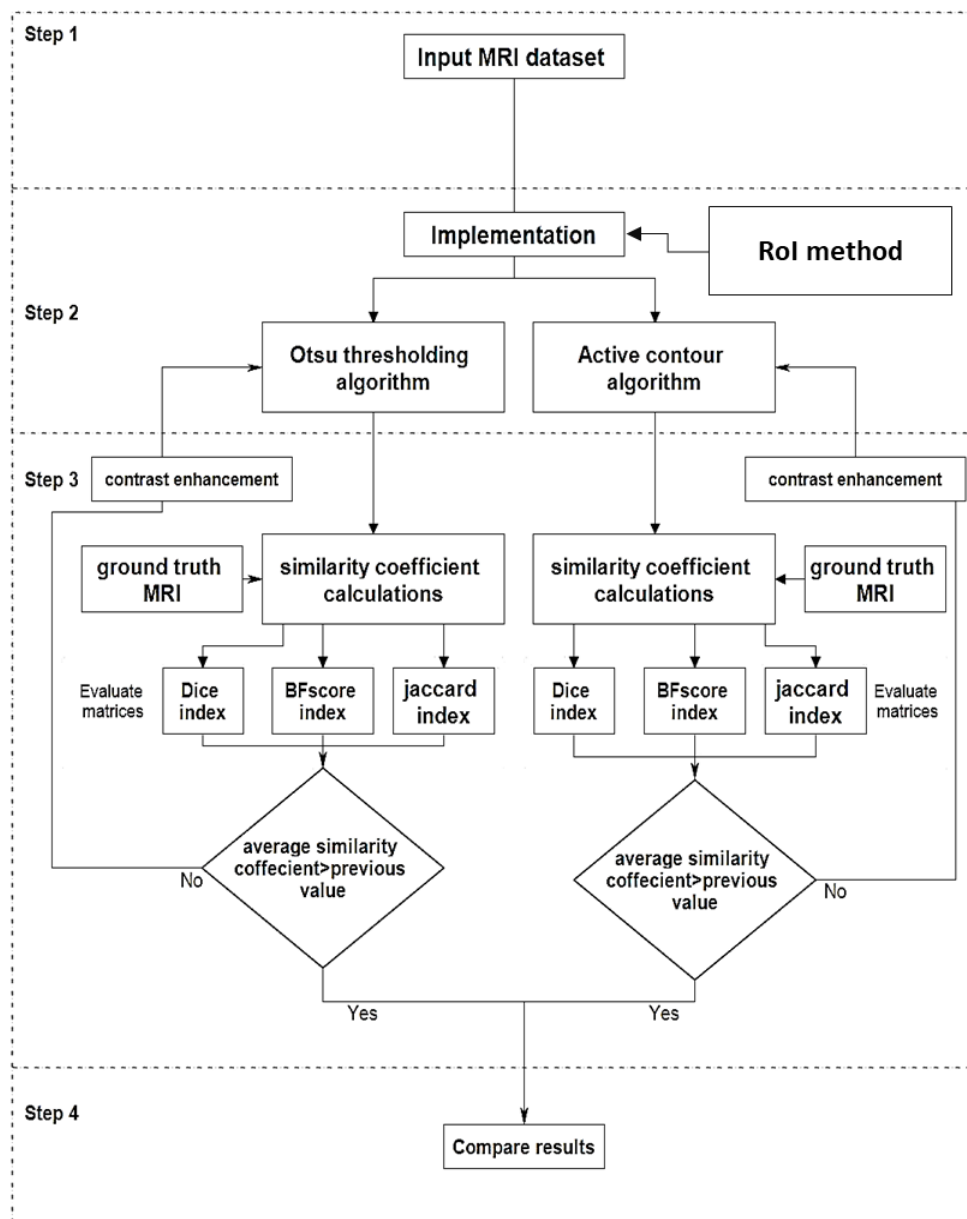 Step 1
Input MRI dataset
Implementation
RoI method
Step 2
Otsu thresholding
algorithm
Active contour
algorithm
Step 3
contrast enhancement
contrast enhancement
ground truth
MRI
similarity coefficient
calculations
similarity coefficient
calculations
ground truth
MRI
Evaluate
matrices
Dice
index
BFscore
index
jaccard
index
Dice
index
BFscore
index
jaccard
index
Evaluate
matrices
average similarity
coffecient>previous
value
No
average similarity
coffecient>previous
value
No
Yes
Yes
Step 4
Compare results